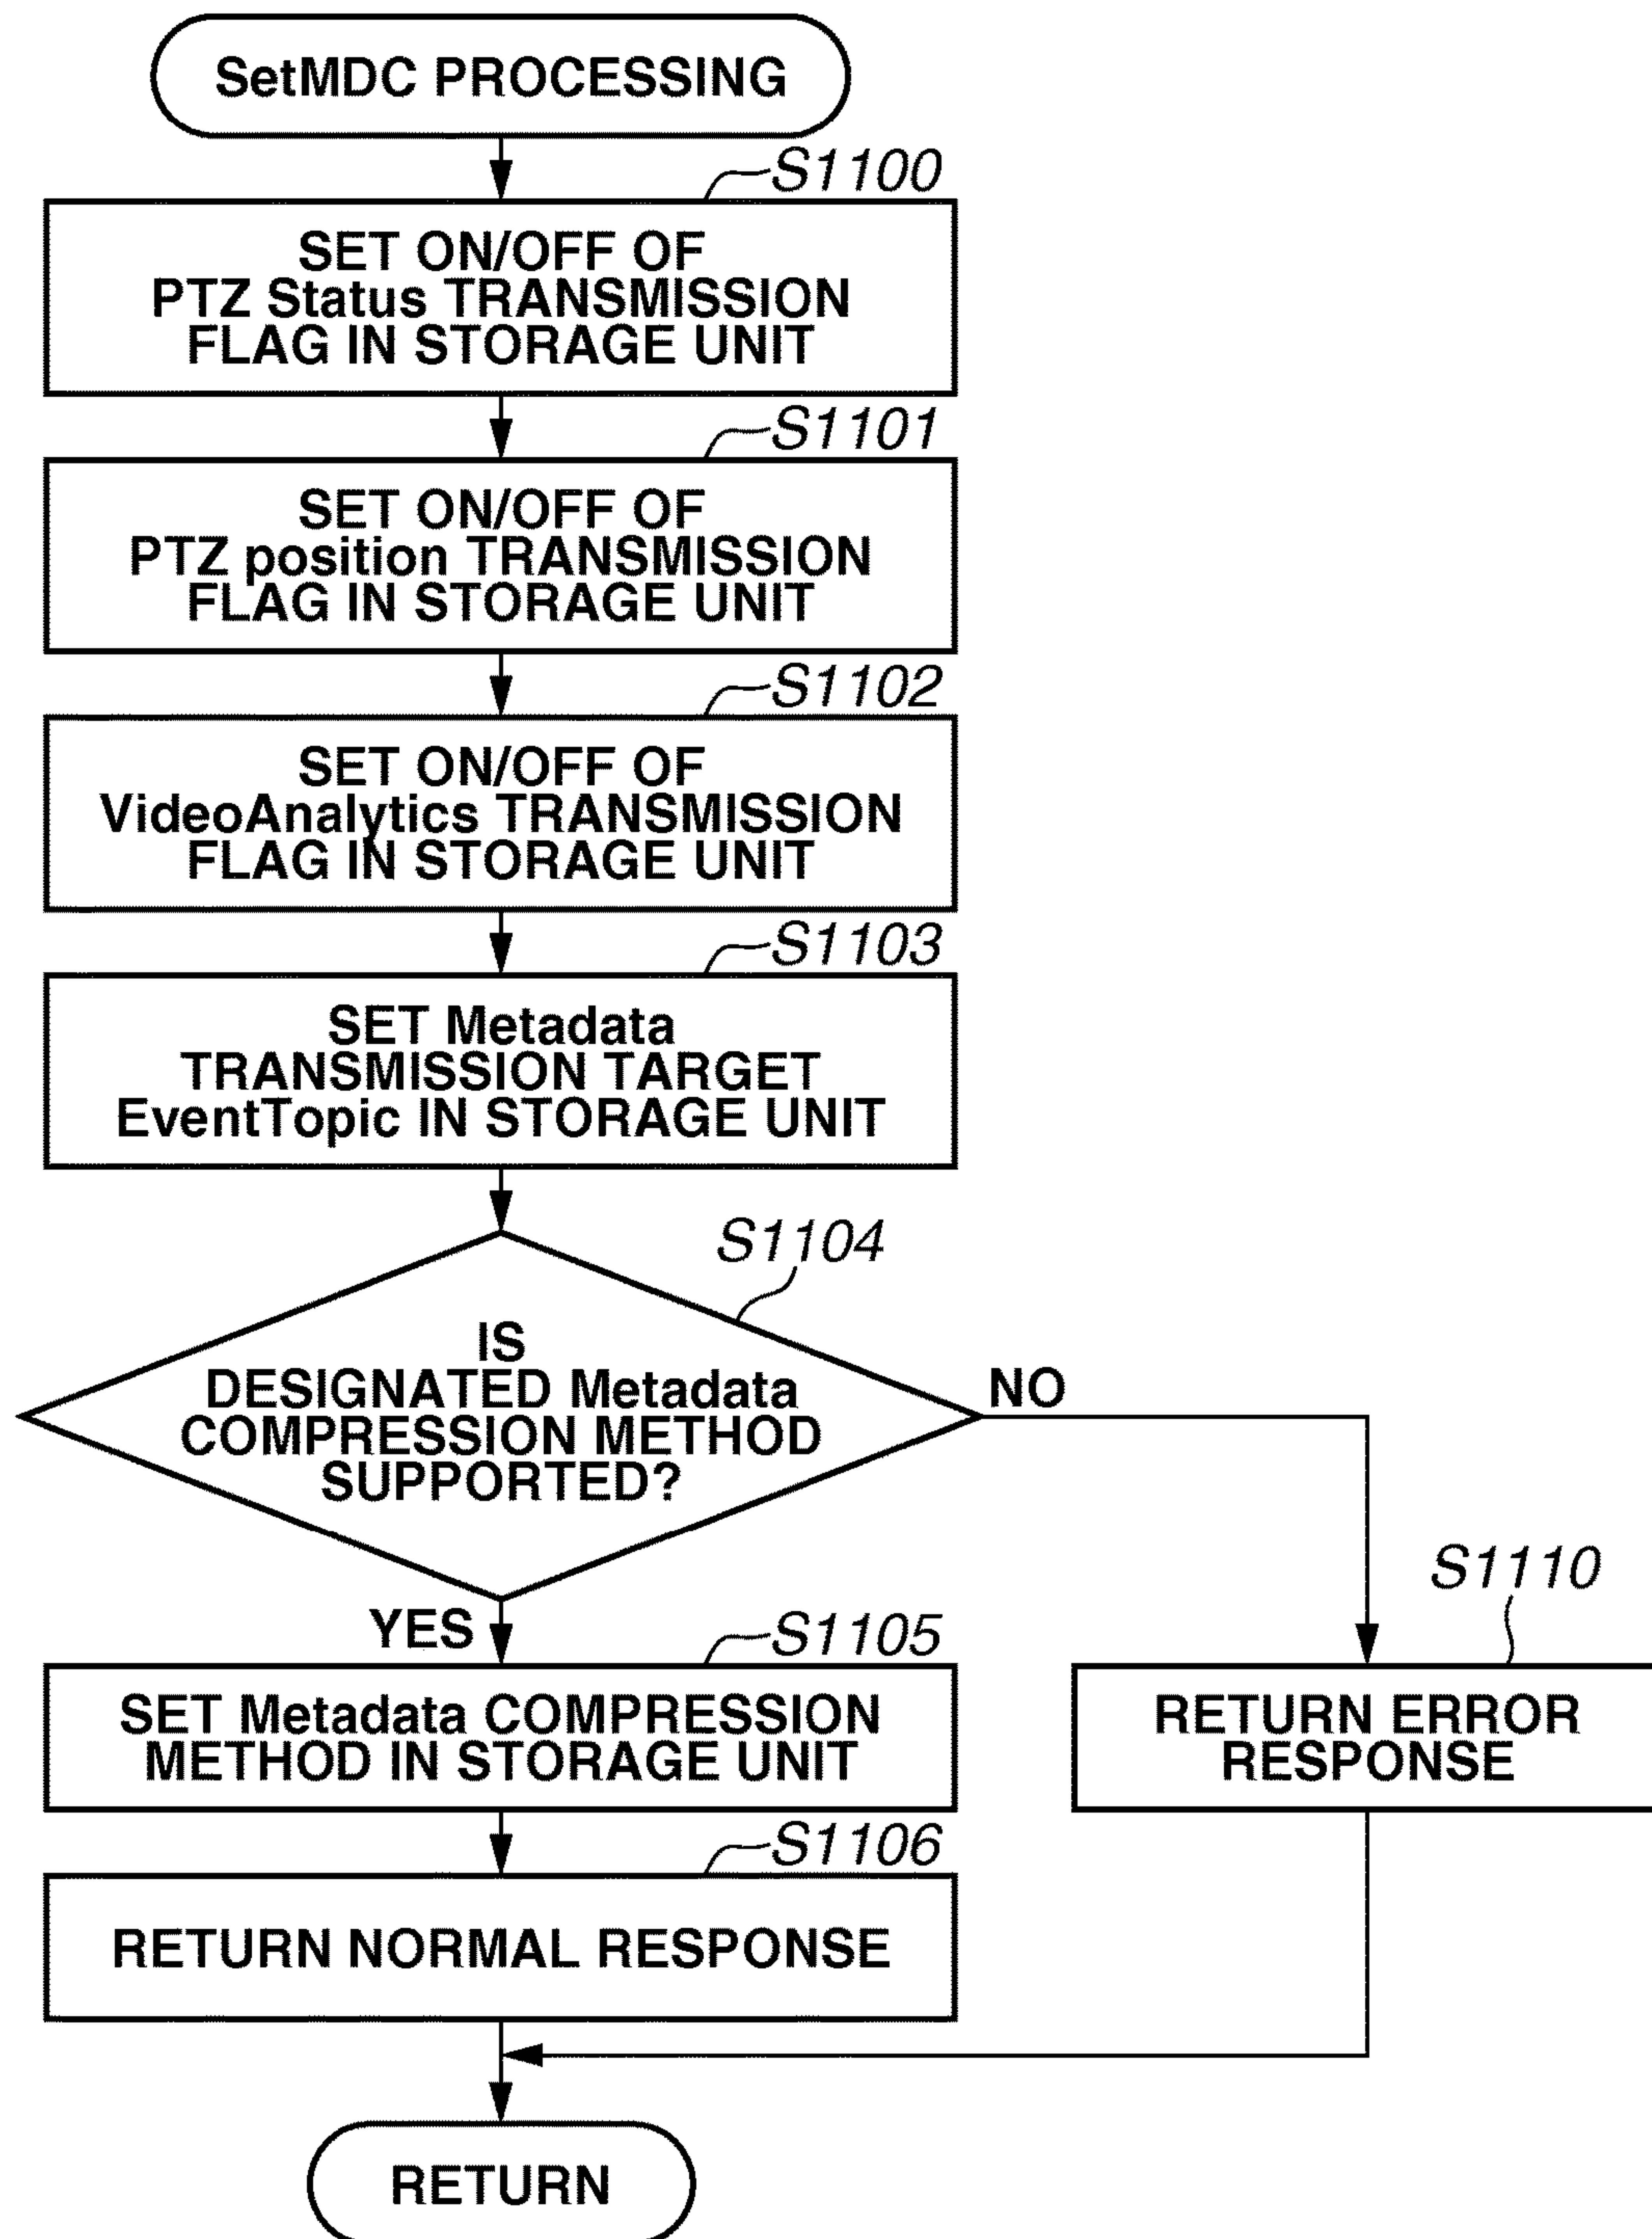 SetMDC PROCESSING
S1100
SET ON/OFF OF
PTZ Status TRANSMISSION
FLAG IN STORAGE UNIT
S1101
SET ON/OFF OF
PTZ position TRANSMISSION
FLAG IN STORAGE UNIT
S1102
SET ON/OFF OF
VideoAnalytics TRANSMISSION
FLAG IN STORAGE UNIT
S1103
SET Metadata
TRANSMISSION TARGET
EventTopic IN STORAGE UNIT
S1104
IS
DESIGNATED Metadata
COMPRESSION METHOD
SUPPORTED?
NO
YES
S1105
SET Metadata COMPRESSION
METHOD IN STORAGE UNIT
S1110
RETURN ERROR
RESPONSE
S1106
RETURN NORMAL RESPONSE
RETURN